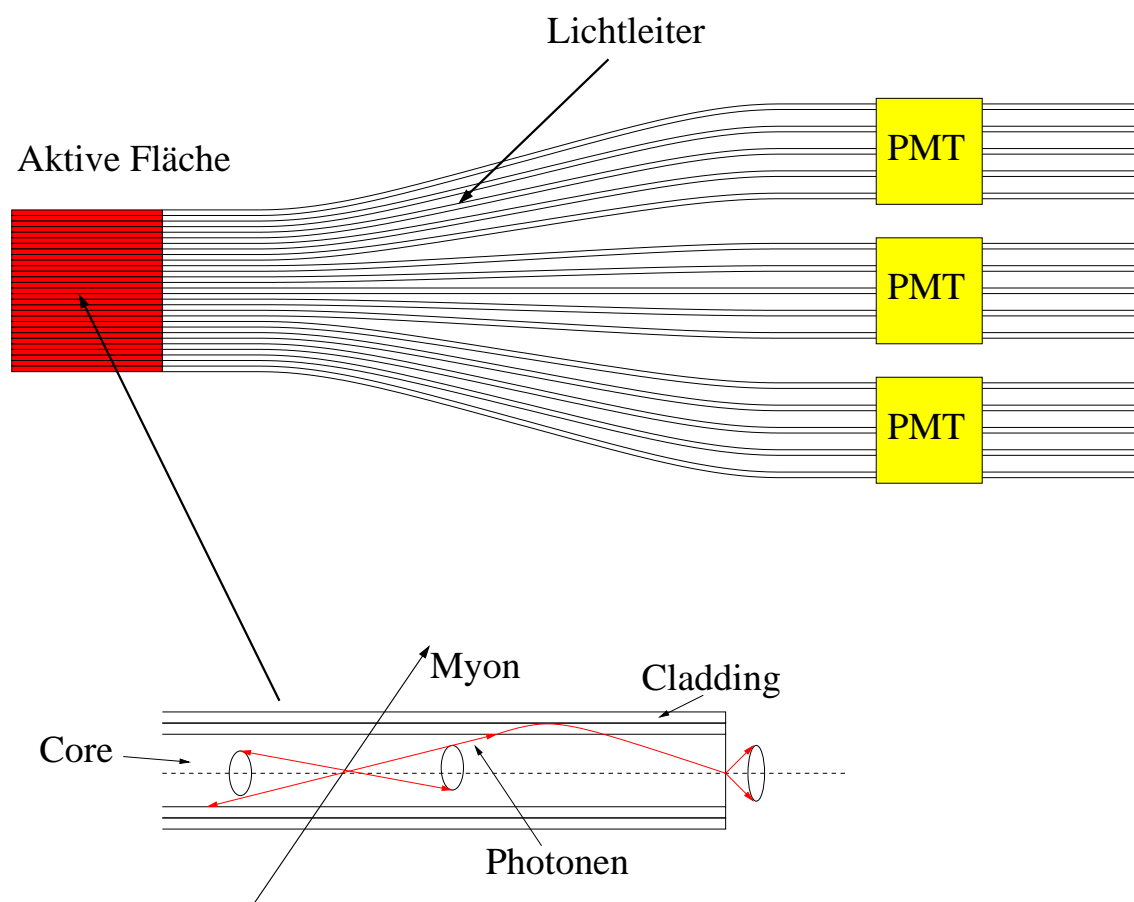 Lichtleiter
Aktive Fläche
PMT
PMT
PMT
Myon
Cladding
Core
Photonen